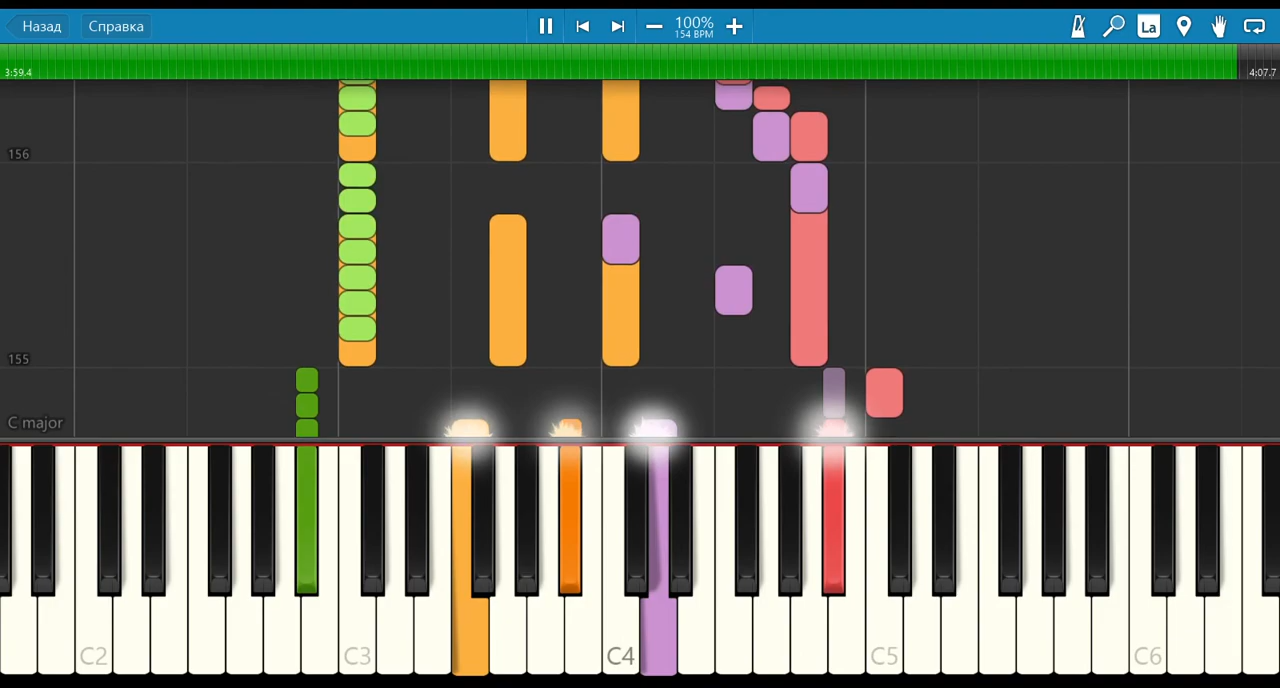 Назад
Справка
100%
154 BPM
La
3:59.4
4:07.7
156
155
C major
C2
C3
C4
C5
C6